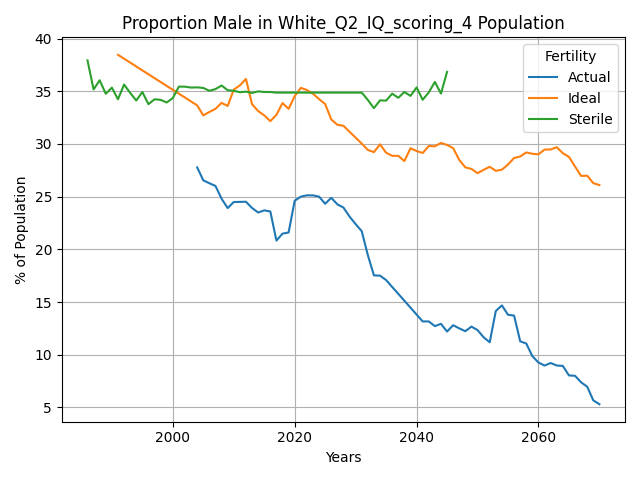 Proportion Male in White_Q2_IQ_scoring_4 Population
% of Population
40
35
30
25
20
15
10
5
Fertility
Actual
Ideal
Sterile
2000
2020
2040
2060
Years